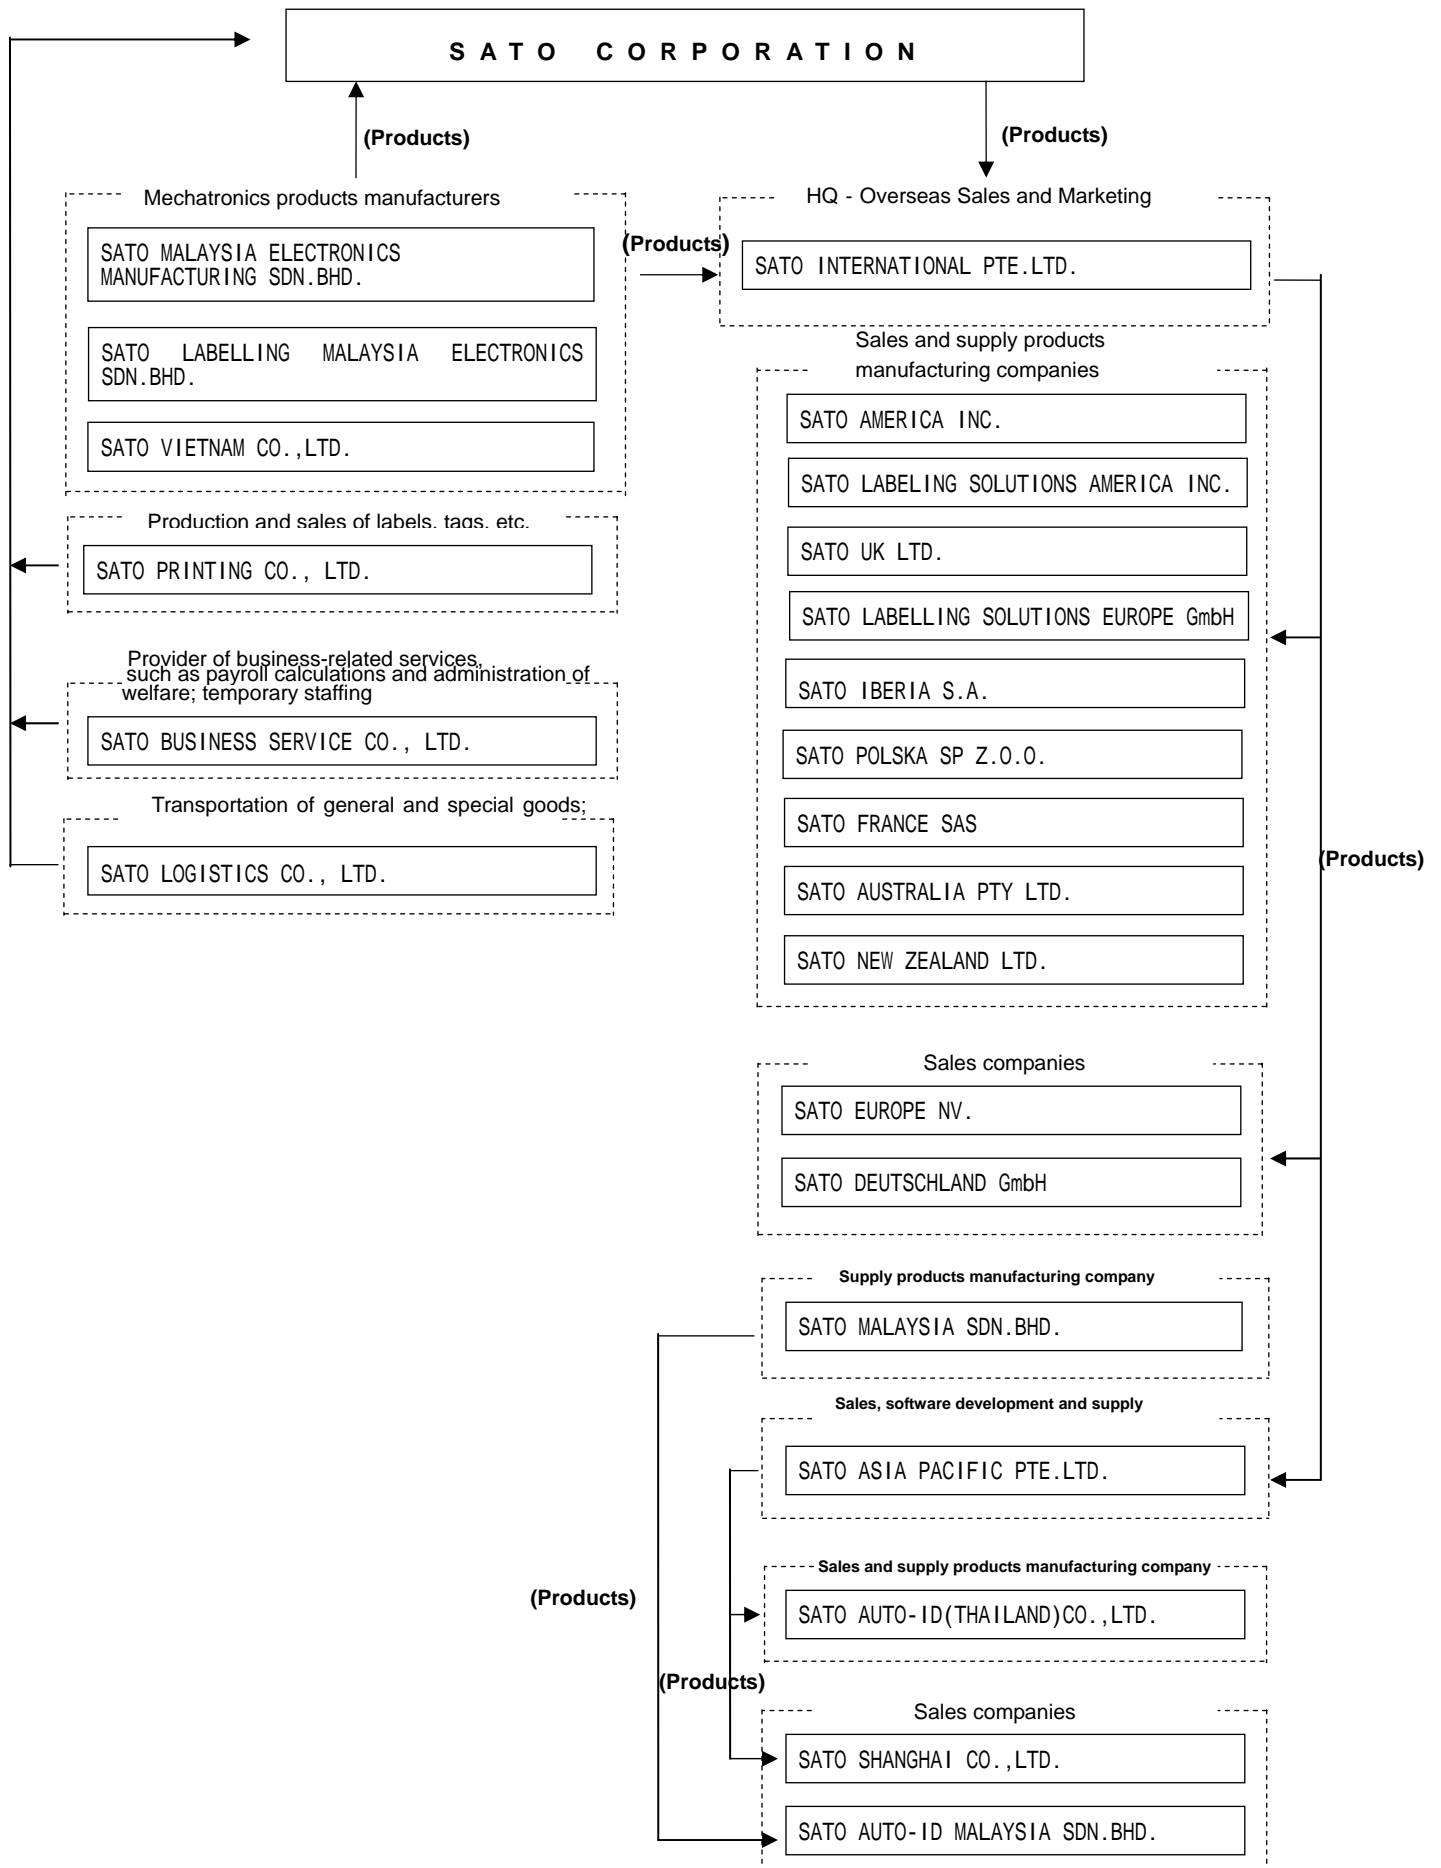 SATO CORPORATION
(Products)
(Products)
Mechatronics products manufacturers
SATO MALAYSIA ELECTRONICS
MANUFACTURING SDN.BHD.
SATO LABELLING MALAYSIA ELECTRONICS
SDN.BHD.
SATO VIETNAM CO.,LTD.
Production and sales of labels, tags, etc.
SATO PRINTING CO., LTD.
Provider of business-related services,
such as payroll calculations and administration of
welfare; temporary staffing
SATO BUSINESS SERVICE CO., LTD.
Transportation of general and special goods;
SATO LOGISTICS CO., LTD.
(Products)
HQ - Overseas Sales and Marketing
SATO INTERNATIONAL PTE.LTD.
Sales and supply products
manufacturing companies
SATO AMERICA INC.
SATO LABELING SOLUTIONS AMERICA INC.
SATO UK LTD.
SATO LABELLING SOLUTIONS EUROPE GmbH
SATO IBERIA S.A.
SATO POLSKA SP Z.O.O.
SATO FRANCE SAS
SATO AUSTRALIA PTY LTD.
SATO NEW ZEALAND LTD.
(Products)
Sales companies
SATO EUROPE NV.
SATO DEUTSCHLAND GmbH
Supply products manufacturing company
SATO MALAYSIA SDN.BHD.
Sales, software development and supply
SATO ASIA PACIFIC PTE.LTD.
Sales and supply products manufacturing company
SATO AUTO-ID(THAILAND)CO.,LTD.
(Products)
(Products)
Sales companies
SATO SHANGHAI CO.,LTD.
SATO AUTO-ID MALAYSIA SDN.BHD.